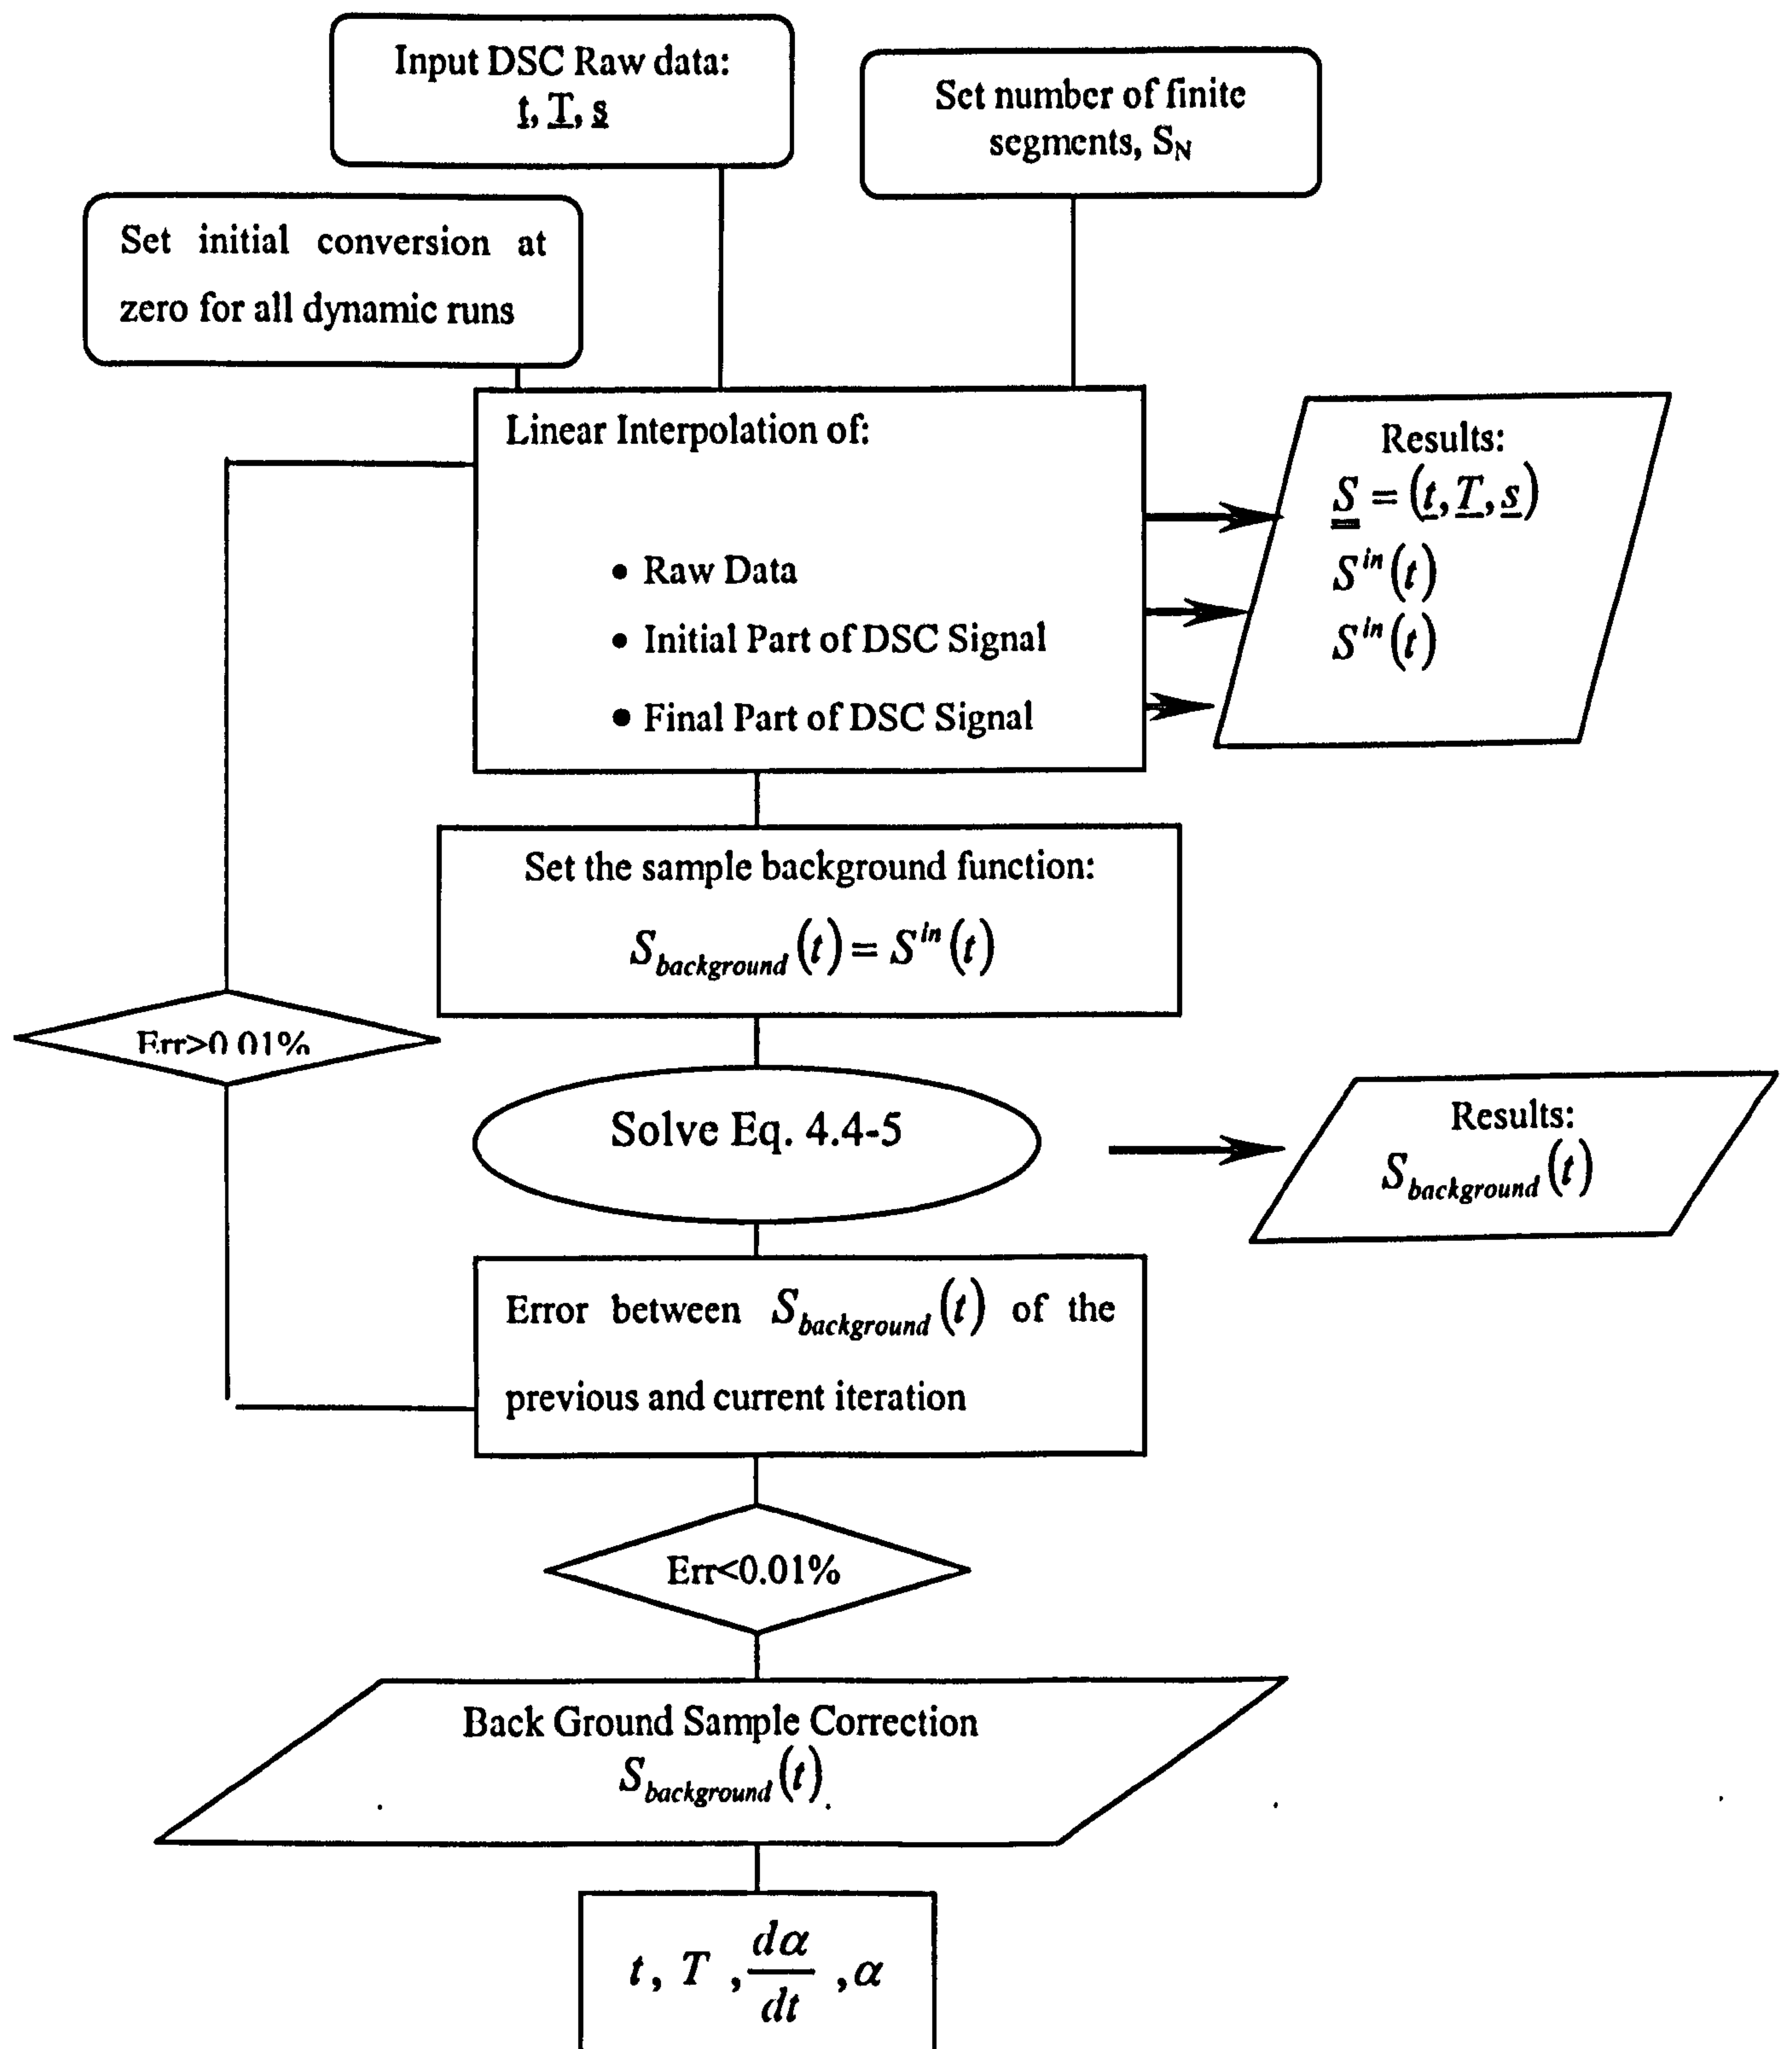 Input DSC Raw data:
t, T, s
Set number of finite
segments, S_N
Set initial conversion at
zero for all dynamic runs
Linear Interpolation of:
• Raw Data
• Initial Part of DSC Signal
• Final Part of DSC Signal
Results:
S = (t, T, s)
S^in(t)
S^in(t)
Set the sample background function:
S_background(t) = S^in(t)
Err>0.01%
Solve Eq. 4.4-5
Results:
S_background(t)
Error between S_background(t) of the
previous and current iteration
Err<0.01%
Back Ground Sample Correction
S_background(t)
t, T, dα/dt, α